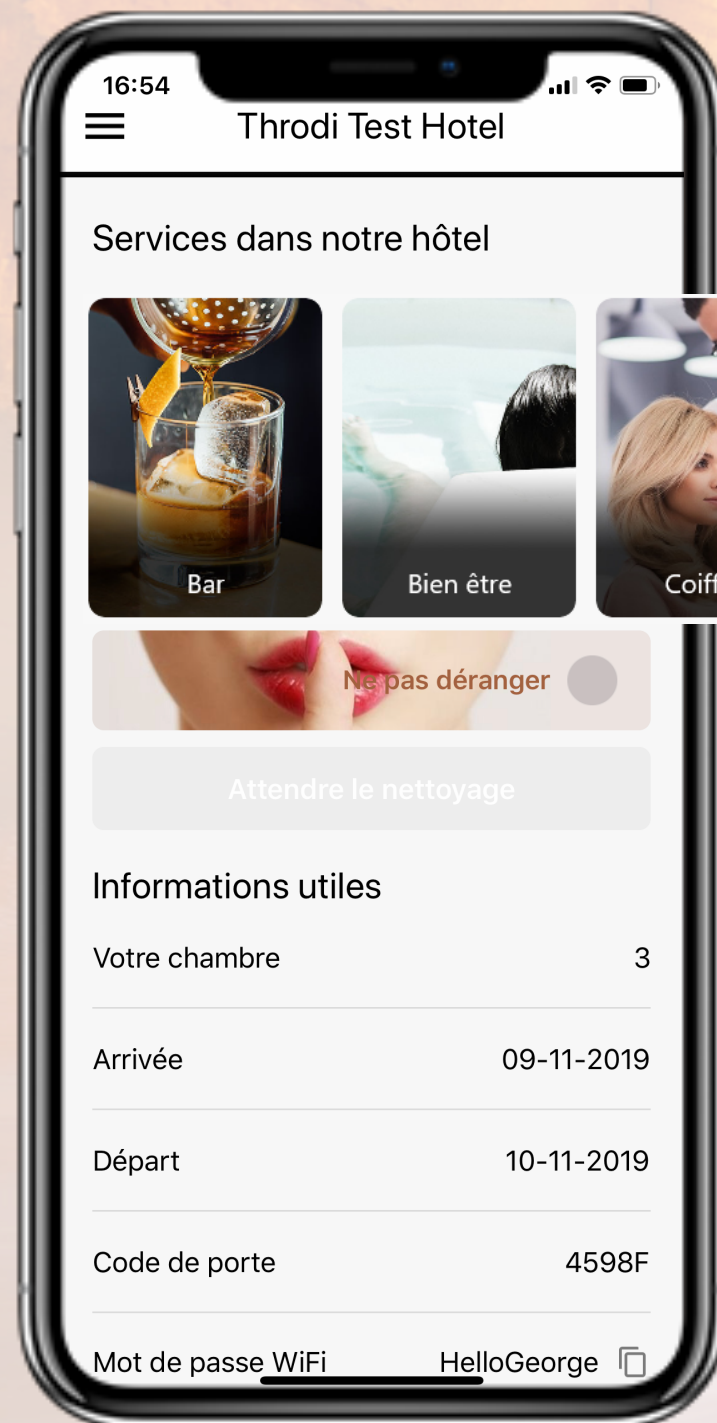 16:54
Throdi Test Hotel
Services dans notre hôtel
Bar
Bien être
Coiff
Ne pas déranger
Attendre le nettoyage
Informations utiles
Votre chambre 3
Arrivée 09-11-2019
Départ 10-11-2019
Code de porte 4598F
Mot de passe WiFi HelloGeorge